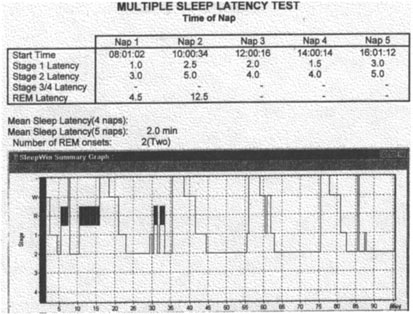 MULTIPLE SLEEP LATENCY TEST
Time of Nap
Nap 1 Nap 2 Nap 3 Nap 4 Nap 5
Start Time 08:01:02 10:00:34 12:00:16 14:00:14 16:01:12
Stage 1 Latency 1.0 2.5 2.0 1.5 3.0
Stage 2 Latency 3.0 5.0 4.0 4.0 5.0
Stage 3/4 Latency - - - - -
REM Latency 4.5 12.5 - - -
Mean Sleep Latency(4 naps):
Mean Sleep Latency(5 naps): 2.0 min
Number of REM onsets: 2(Two)
SleepWin Summary Graph
W
R
1
2
3
4
Stage
5 10 15 20 25 30 35 40 45 50 55 60 65 70 75 80 85 90